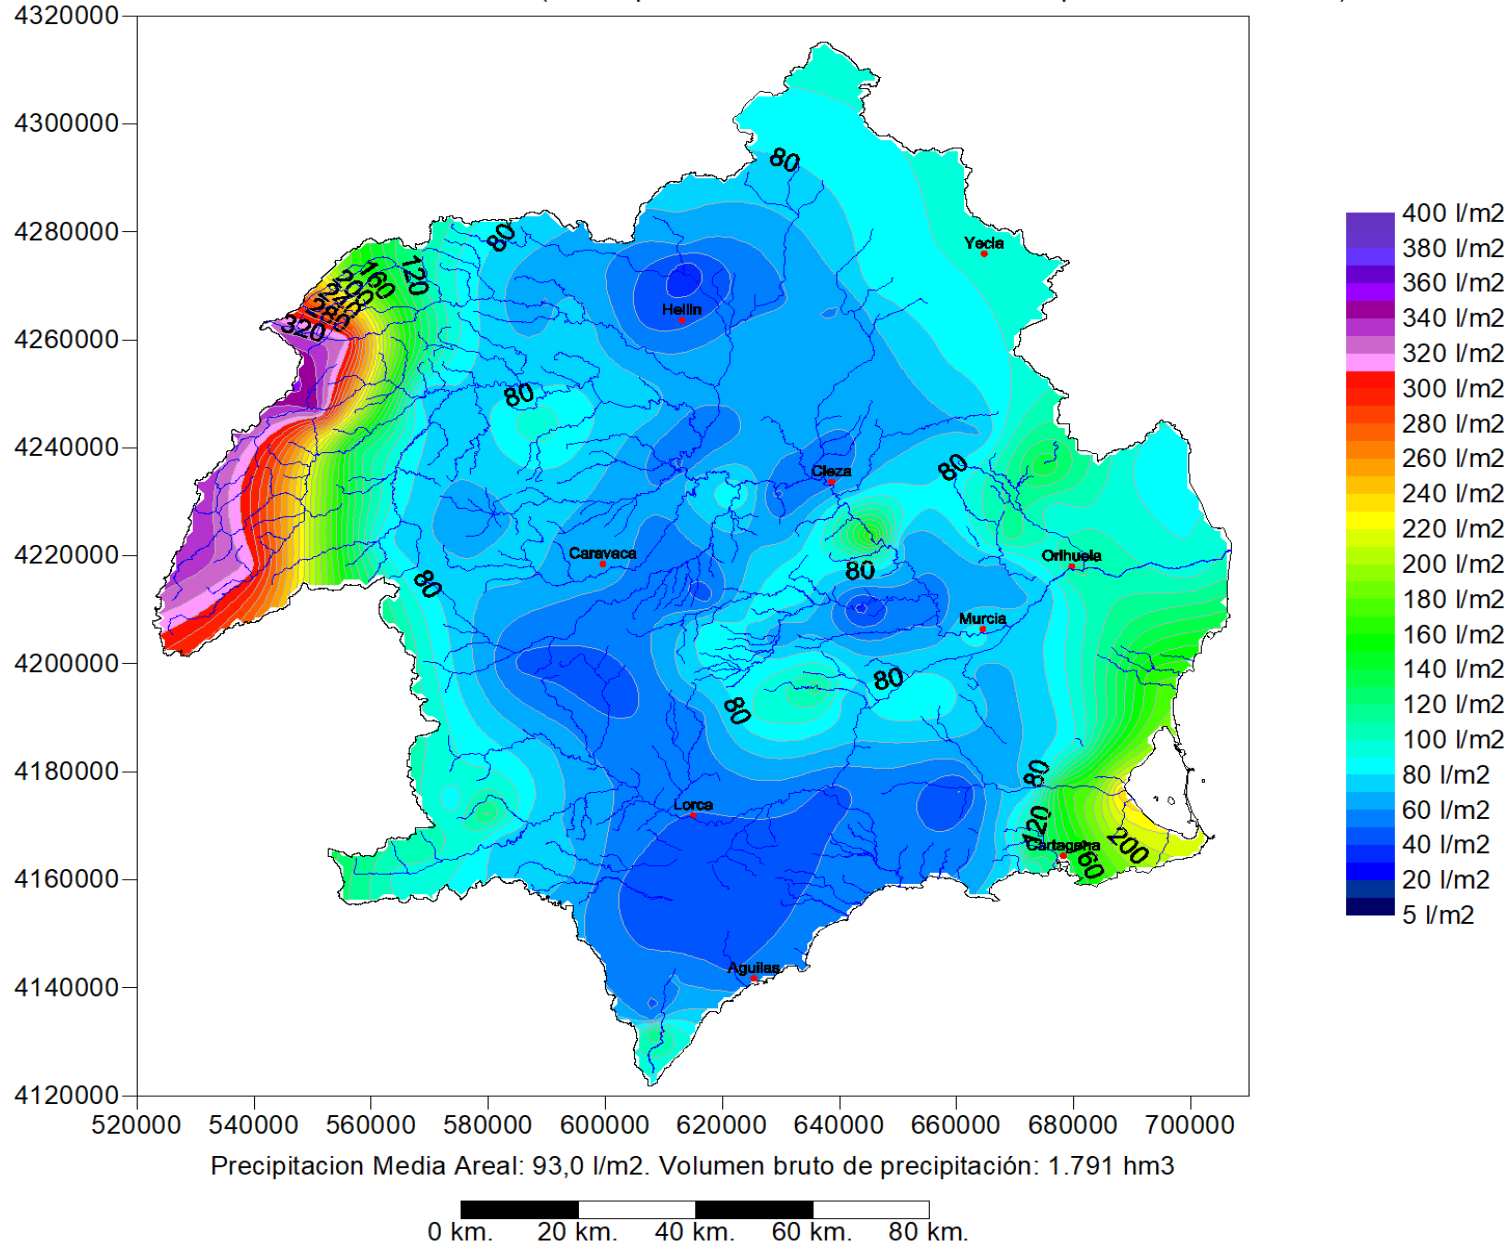 4320000
4300000
80
4280000
Yecla
80
120
160
200
240
280
320
Hellin
4260000
80
4240000
80
Cieza
4220000
Caravaca
80
Orihuela
80
Murcia
4200000
80
80
4180000
80
Lorca
120
Cartagena
160
200
4160000
Aguilas
4140000
4120000
520000 540000 560000 580000 600000 620000 640000 660000 680000 700000
400 l/m2
380 l/m2
360 l/m2
340 l/m2
320 l/m2
300 l/m2
280 l/m2
260 l/m2
240 l/m2
220 l/m2
200 l/m2
180 l/m2
160 l/m2
140 l/m2
120 l/m2
100 l/m2
80 l/m2
60 l/m2
40 l/m2
20 l/m2
5 l/m2
Precipitacion Media Areal: 93,0 l/m2. Volumen bruto de precipitación: 1.791 hm3
0 km. 20 km. 40 km. 60 km. 80 km.